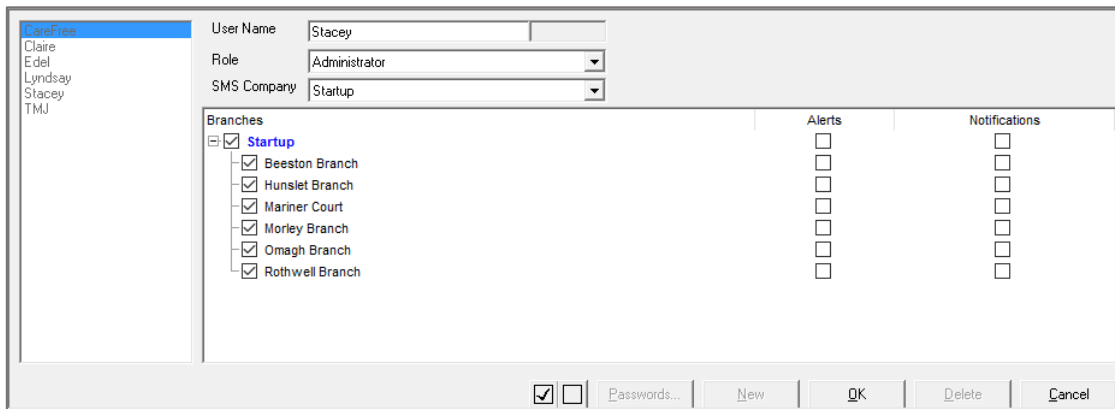 CareFree
Claire
Edel
Lyndsay
Stacey
TMJ
User Name Stacey
Role Administrator
SMS Company Startup
Branches Alerts Notifications
Startup
Beeston Branch
Hunslet Branch
Mariner Court
Morley Branch
Omagh Branch
Rothwell Branch
Passwords... New OK Delete Cancel